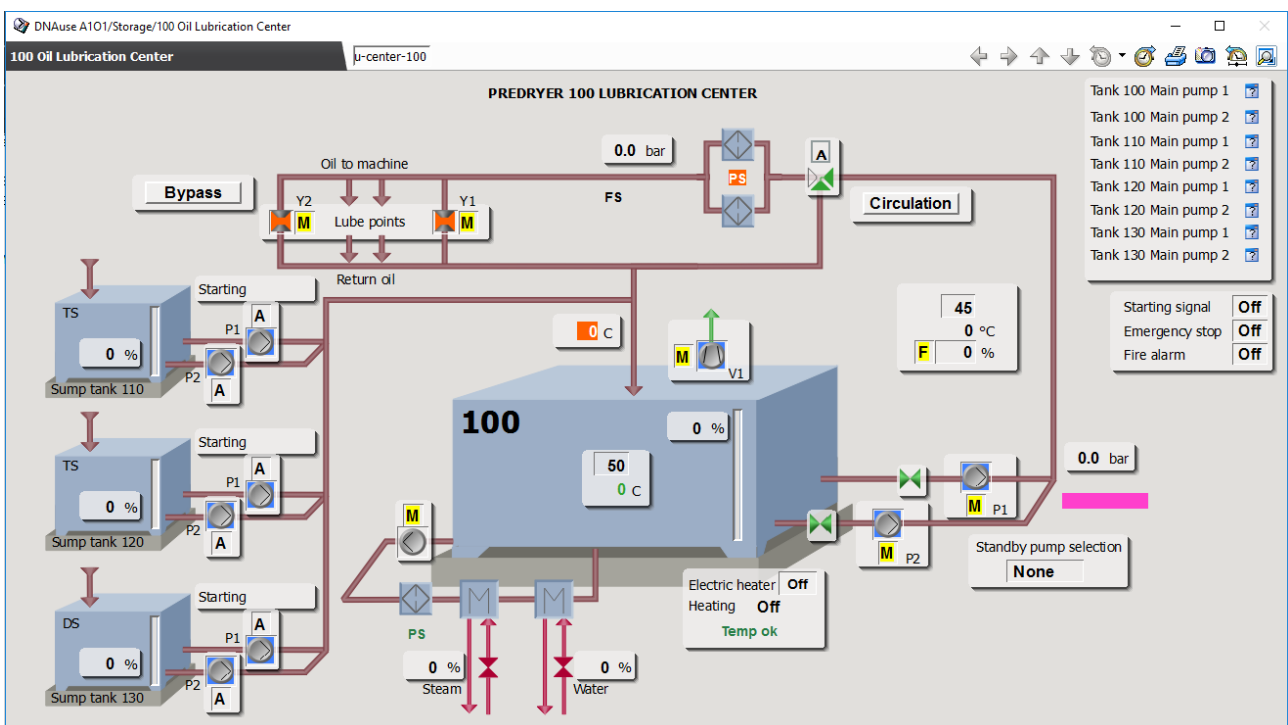 DNAuse A1O1/Storage/100 Oil Lubrication Center
100 Oil Lubrication Center
u-center-100
PREDRYER 100 LUBRICATION CENTER
Tank 100 Main pump 1 ?
Tank 100 Main pump 2 ?
Tank 110 Main pump 1 ?
Tank 110 Main pump 2 ?
Tank 120 Main pump 1 ?
Tank 120 Main pump 2 ?
Tank 130 Main pump 1 ?
Tank 130 Main pump 2 ?
Oil to machine
0.0 bar
A
PS
FS
Bypass
Y2
M
Lube points
Y1
M
Circulation
Return oil
Starting
TS
0 %
P1
A
P2
A
Sump tank 110
0 C
M
V1
45
0 °C
F 0 %
Starting signal Off
Emergency stop Off
Fire alarm Off
100
0 %
50
0 C
Starting
TS
0 %
P1
A
P2
A
Sump tank 120
M
0.0 bar
M P1
M P2
Standby pump selection
None
Electric heater Off
Heating Off
Temp ok
Starting
DS
0 %
P1
A
P2
A
Sump tank 130
PS
M
M
0 %
Steam
0 %
Water